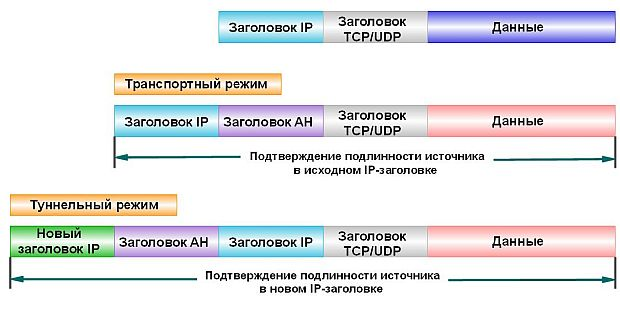 Заголовок IP
Заголовок
TCP/UDP
Данные
Транспортный режим
Заголовок IP
Заголовок AH
Заголовок
TCP/UDP
Данные
Подтверждение подлинности источника
в исходном IP-заголовке
Туннельный режим
Новый
заголовок IP
Заголовок AH
Заголовок IP
Заголовок
TCP/UDP
Данные
Подтверждение подлинности источника
в новом IP-заголовке